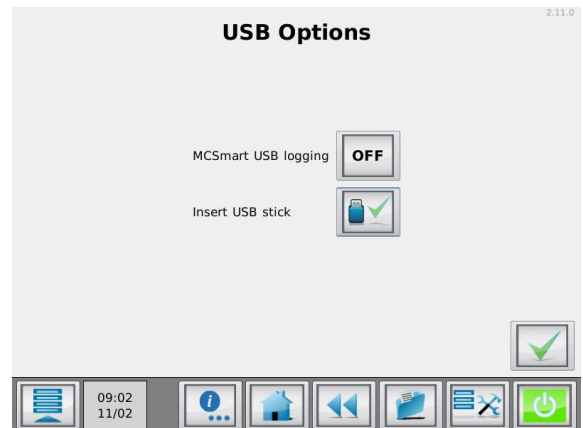 2.11.0
USB Options
MCSmart USB logging OFF
Insert USB stick
09:02
11/02
i